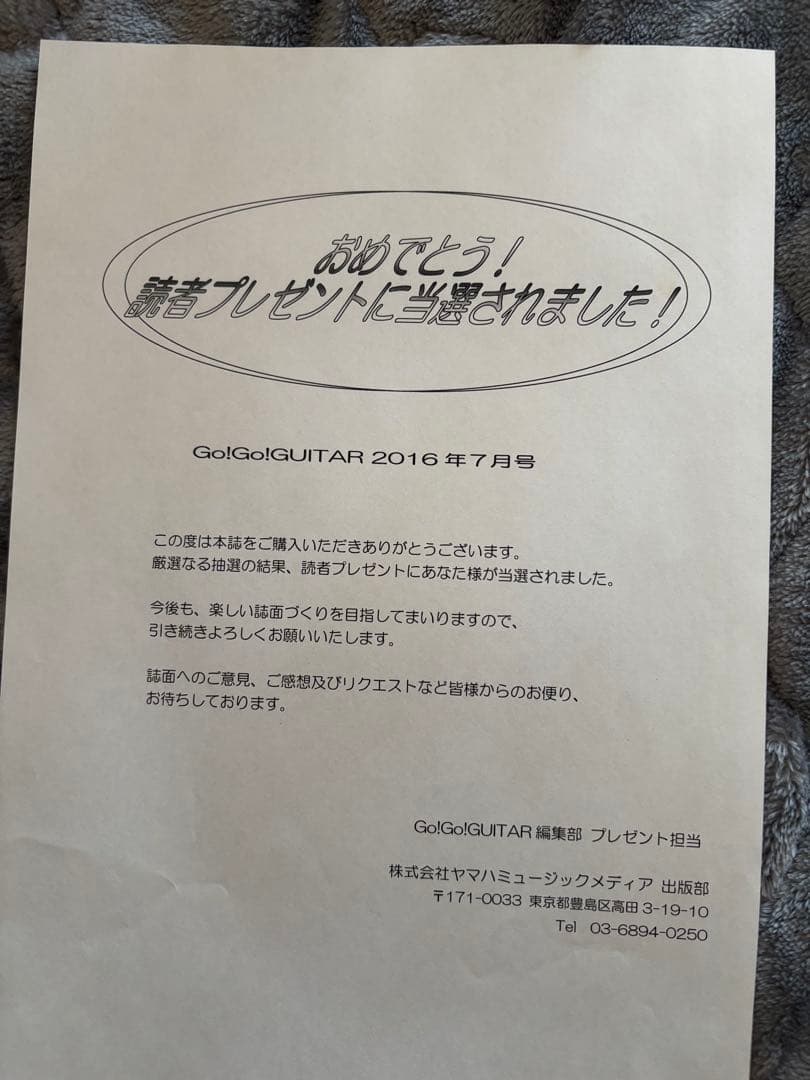 おめでとう！
読者プレゼントに当選されました！
Go!Go!GUITAR 2016 年７月号
この度は本誌をご購入いただきありがとうございます。
厳選なる抽選の結果、読者プレゼントにあなた様が当選されました。
今後も、楽しい誌面づくりを目指してまいりますので、
引き続きよろしくお願いいたします。
誌面へのご意見、ご感想及びリクエストなど皆様からのお便り、
お待ちしております。
Go!Go!GUITAR 編集部 プレゼント担当
株式会社ヤマハミュージックメディア 出版部
〒171-0033 東京都豊島区高田 3-19-10
Tel 03-6894-0250